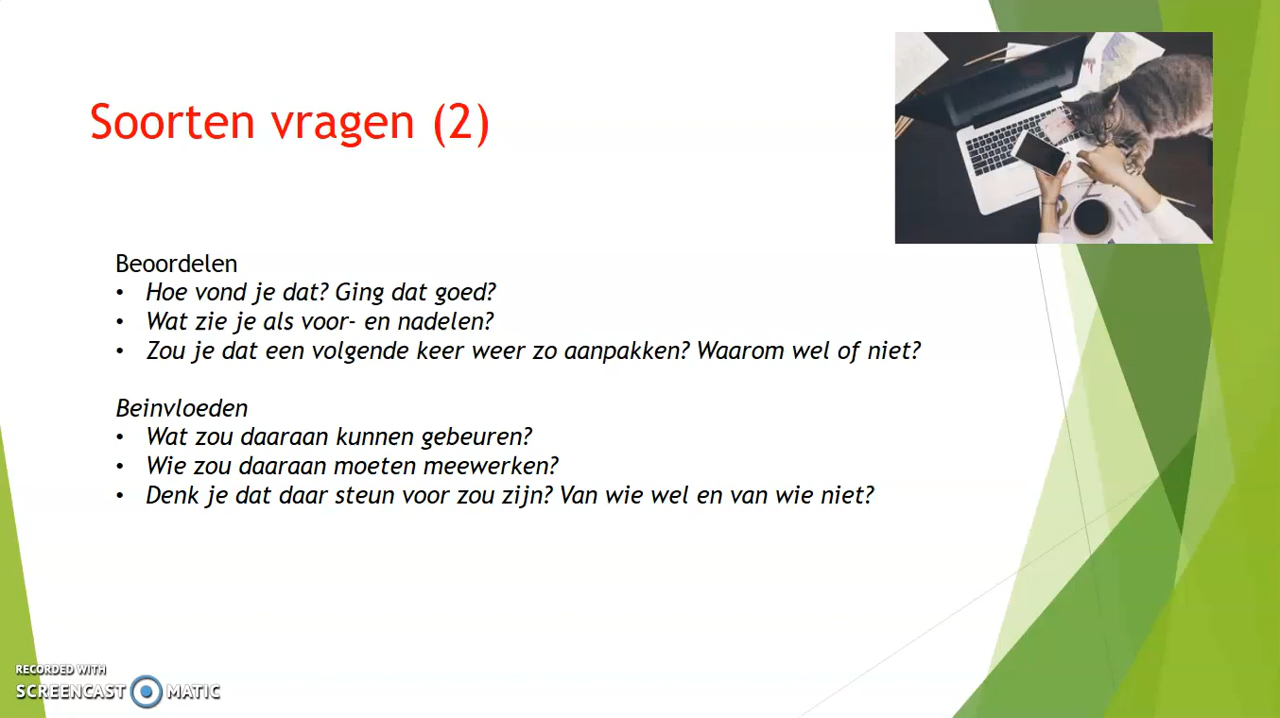 Soorten vragen (2)
Beoordelen
• Hoe vond je dat? Ging dat goed?
• Wat zie je als voor- en nadelen?
• Zou je dat een volgende keer weer zo aanpakken? Waarom wel of niet?
Beinvloeden
• Wat zou daaraan kunnen gebeuren?
• Wie zou daaraan moeten meewerken?
• Denk je dat daar steun voor zou zijn? Van wie wel en van wie niet?
RECORDED WITH
SCREENCAST MATIC